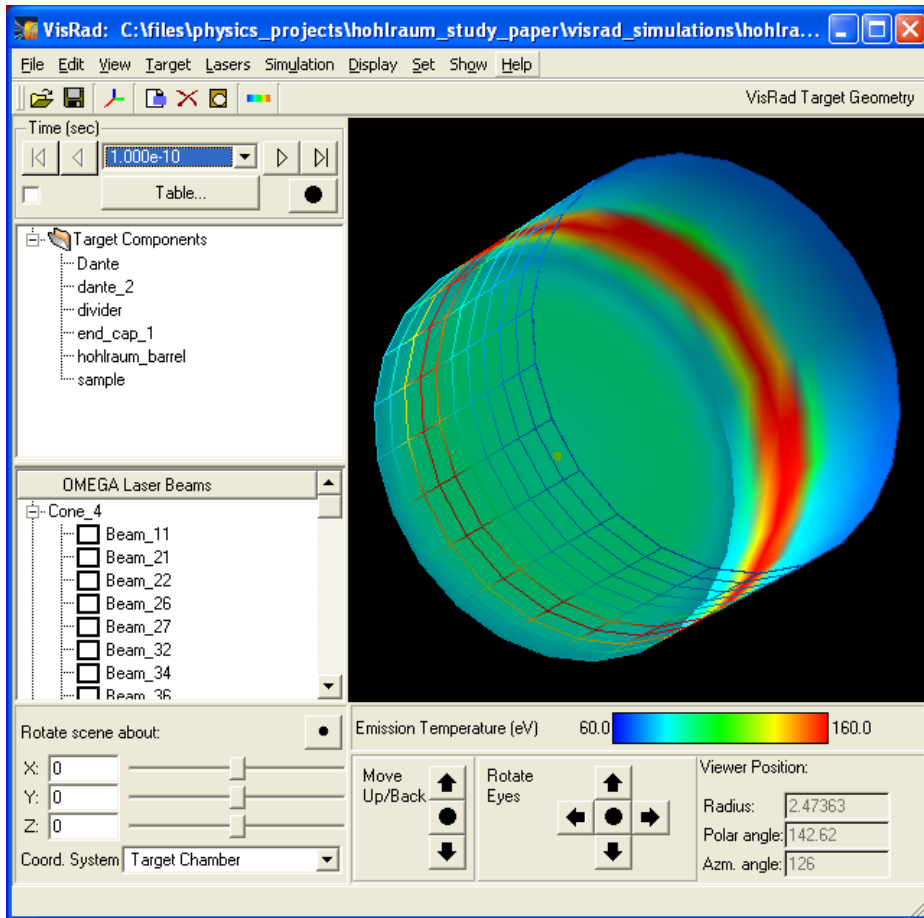 VisRad: C:\files\physics_projects\hohlraum_study_paper\visrad_simulations\hohlra...
File Edit View Target Lasers Simulation Display Set Show Help
VisRad Target Geometry
Time (sec)
1.000e-10
Table...
Target Components
Dante
dante_2
divider
end_cap_1
hohlraum_barrel
sample
OMEGA Laser Beams
Cone_4
Beam_11
Beam_21
Beam_22
Beam_26
Beam_27
Beam_32
Beam_34
Beam_36
Rotate scene about:
X: 0
Y: 0
Z: 0
Coord. System Target Chamber
Emission Temperature (eV) 60.0 160.0
Move
Up/Back
Rotate
Eyes
Viewer Position:
Radius: 2.47363
Polar angle: 142.62
Azm. angle: 126